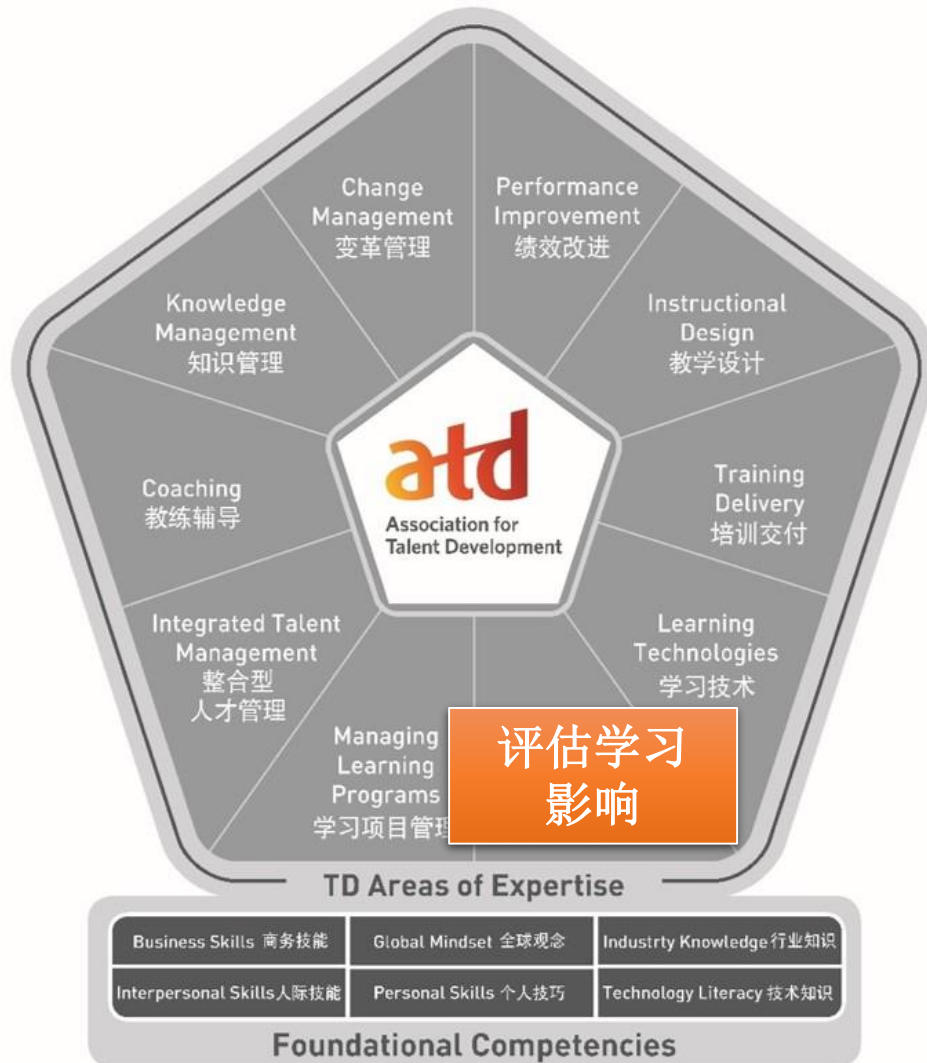 Change
Management
变革管理
Performance
Improvement
绩效改进
Knowledge
Management
知识管理
Instructional
Design
教学设计
atd
Association for
Talent Development
Coaching
教练辅导
Training
Delivery
培训交付
Integrated Talent
Management
整合型
人才管理
Learning
Technologies
学习技术
Managing
Learning
Programs
学习项目管理
评估学习
影响
TD Areas of Expertise
Business Skills 商务技能
Global Mindset 全球观念
Industrty Knowledge 行业知识
Interpersonal Skills 人际技能
Personal Skills 个人技巧
Technology Literacy 技术知识
Foundational Competencies